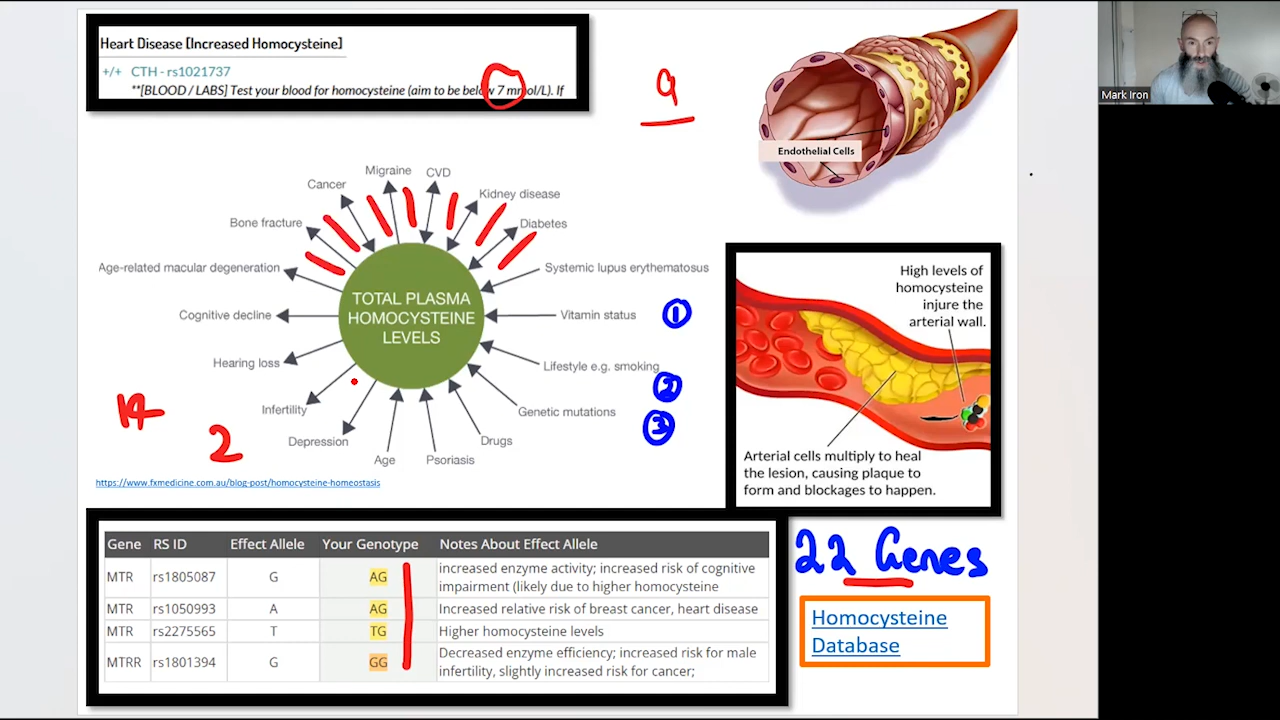 Heart Disease [Increased Homocysteine]
+/+ CTH - rs1021737
**[BLOOD / LABS] Test your blood for homocysteine (aim to be below 7 mmol/L). If
9
Endothelial Cells
Mark Iron
Migraine
CVD
Cancer
Kidney disease
Bone fracture
Diabetes
Age-related macular degeneration
Systemic lupus erythematosus
TOTAL PLASMA
HOMOCYSTEINE
LEVELS
Cognitive decline
Vitamin status
1
Hearing loss
Lifestyle e.g. smoking
2
Infertility
Genetic mutations
3
14
2
Depression
Drugs
Age
Psoriasis
https://www.fxmedicine.com.au/blog-post/homocysteine-homeostasis
High levels of
homocysteine
injure the
arterial wall.
Arterial cells multiply to heal
the lesion, causing plaque to
form and blockages to happen.
Gene RS ID Effect Allele Your Genotype Notes About Effect Allele
MTR rs1805087 G AG increased enzyme activity; increased risk of cognitive
impairment (likely due to higher homocysteine
MTR rs1050993 A AG Increased relative risk of breast cancer, heart disease
MTR rs2275565 T TG Higher homocysteine levels
MTRR rs1801394 G GG Decreased enzyme efficiency; increased risk for male
infertility, slightly increased risk for cancer;
22 Genes
Homocysteine
Database